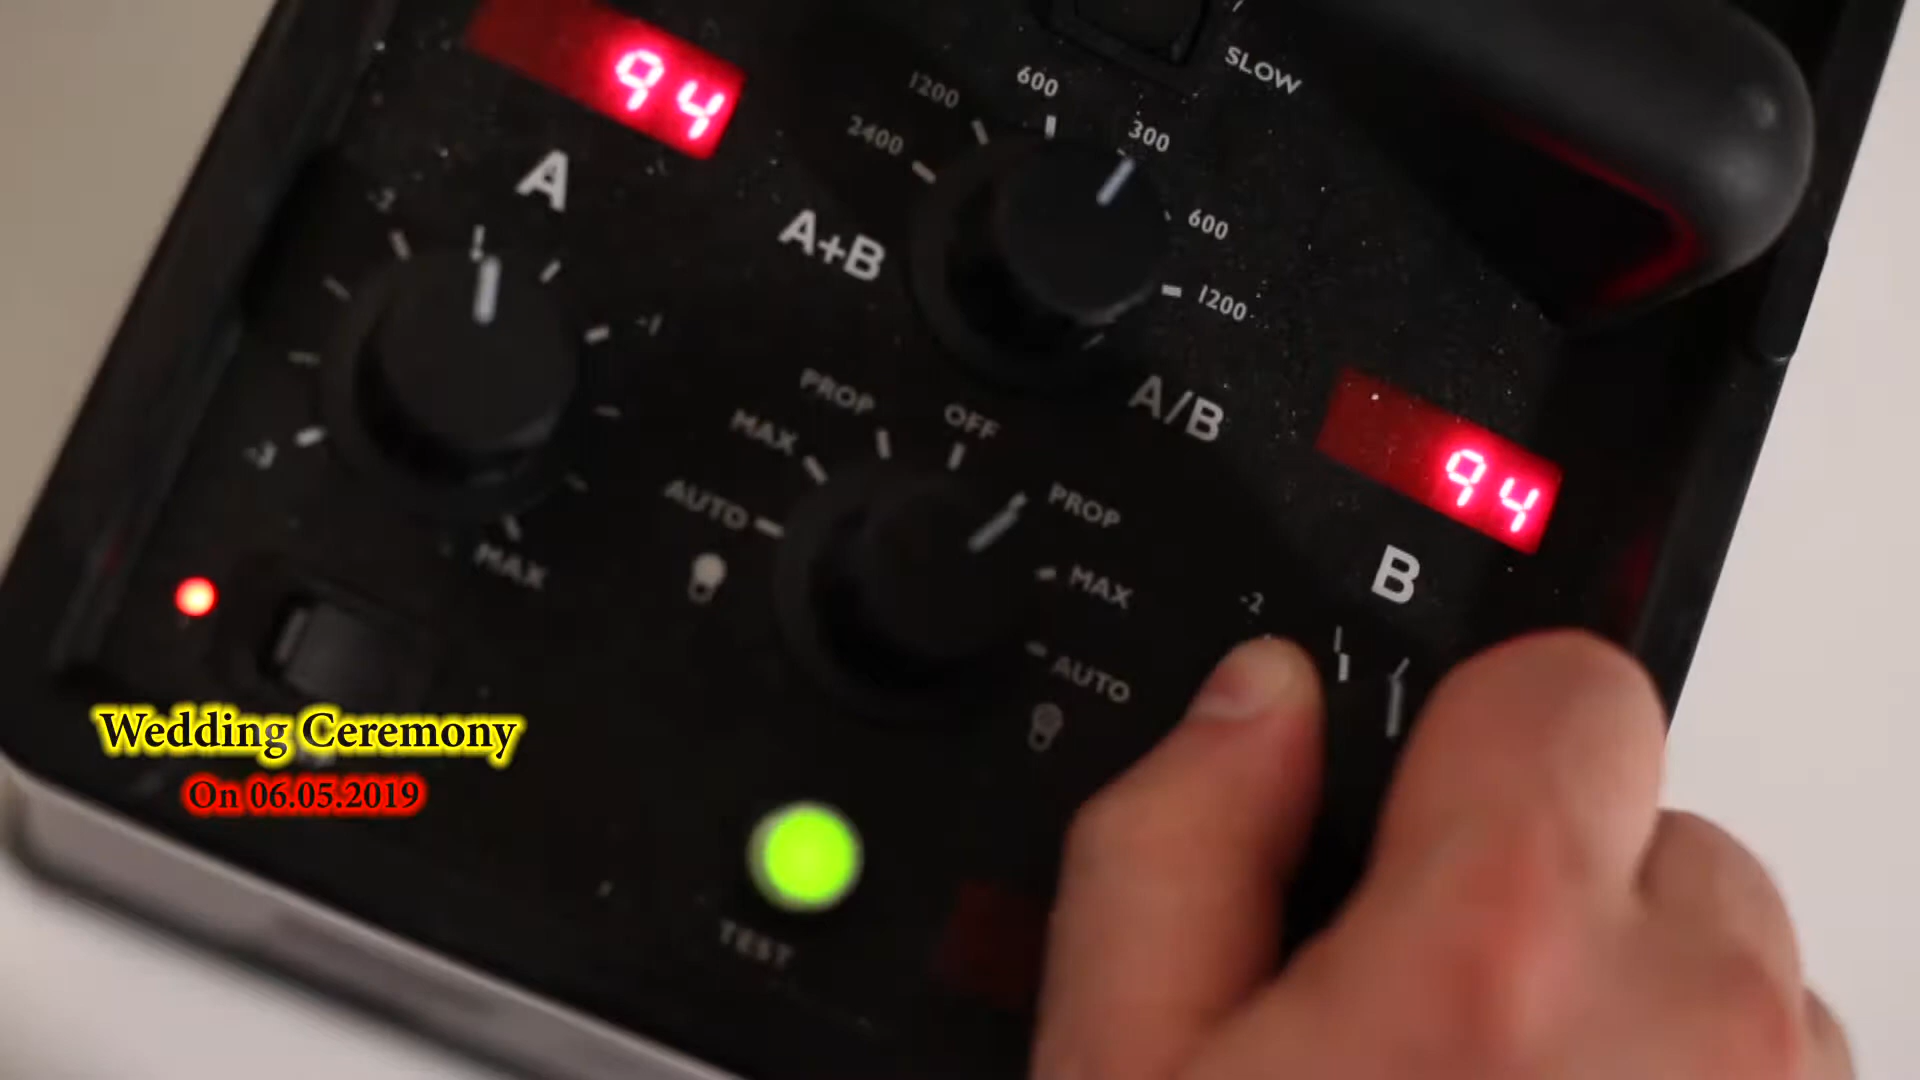 94
SLOW
600
1200
300
2400
A
600
-2
A+B
1200
-1
PROP
OFF
A/B
MAX
94
-3
AUTO
PROP
B
MAX
MAX
-2
AUTO
Wedding Ceremony
On 06.05.2019
TEST